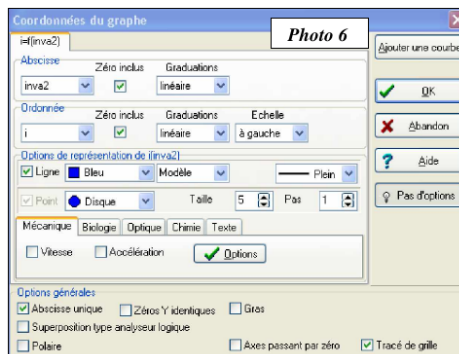 Coordonnées du graphe
i=f(inva2)
Photo 6
Ajouter une courbe
Abscisse
Zéro inclus
Graduations
inva2
linéaire
OK
Ordonnée
Zéro inclus
Graduations
Echelle
i
linéaire
à gauche
Abandon
Options de représentation de i(inva2)
Aide
Ligne
Bleu
Modèle
Plein
Point
Disque
Taille
5
Pas
1
Pas d'options
Mécanique
Biologie
Optique
Chimie
Texte
Vitesse
Accélération
Options
Options générales
Abscisse unique
Zéros Y identiques
Gras
Superposition type analyseur logique
Polaire
Axes passant par zéro
Tracé de grille